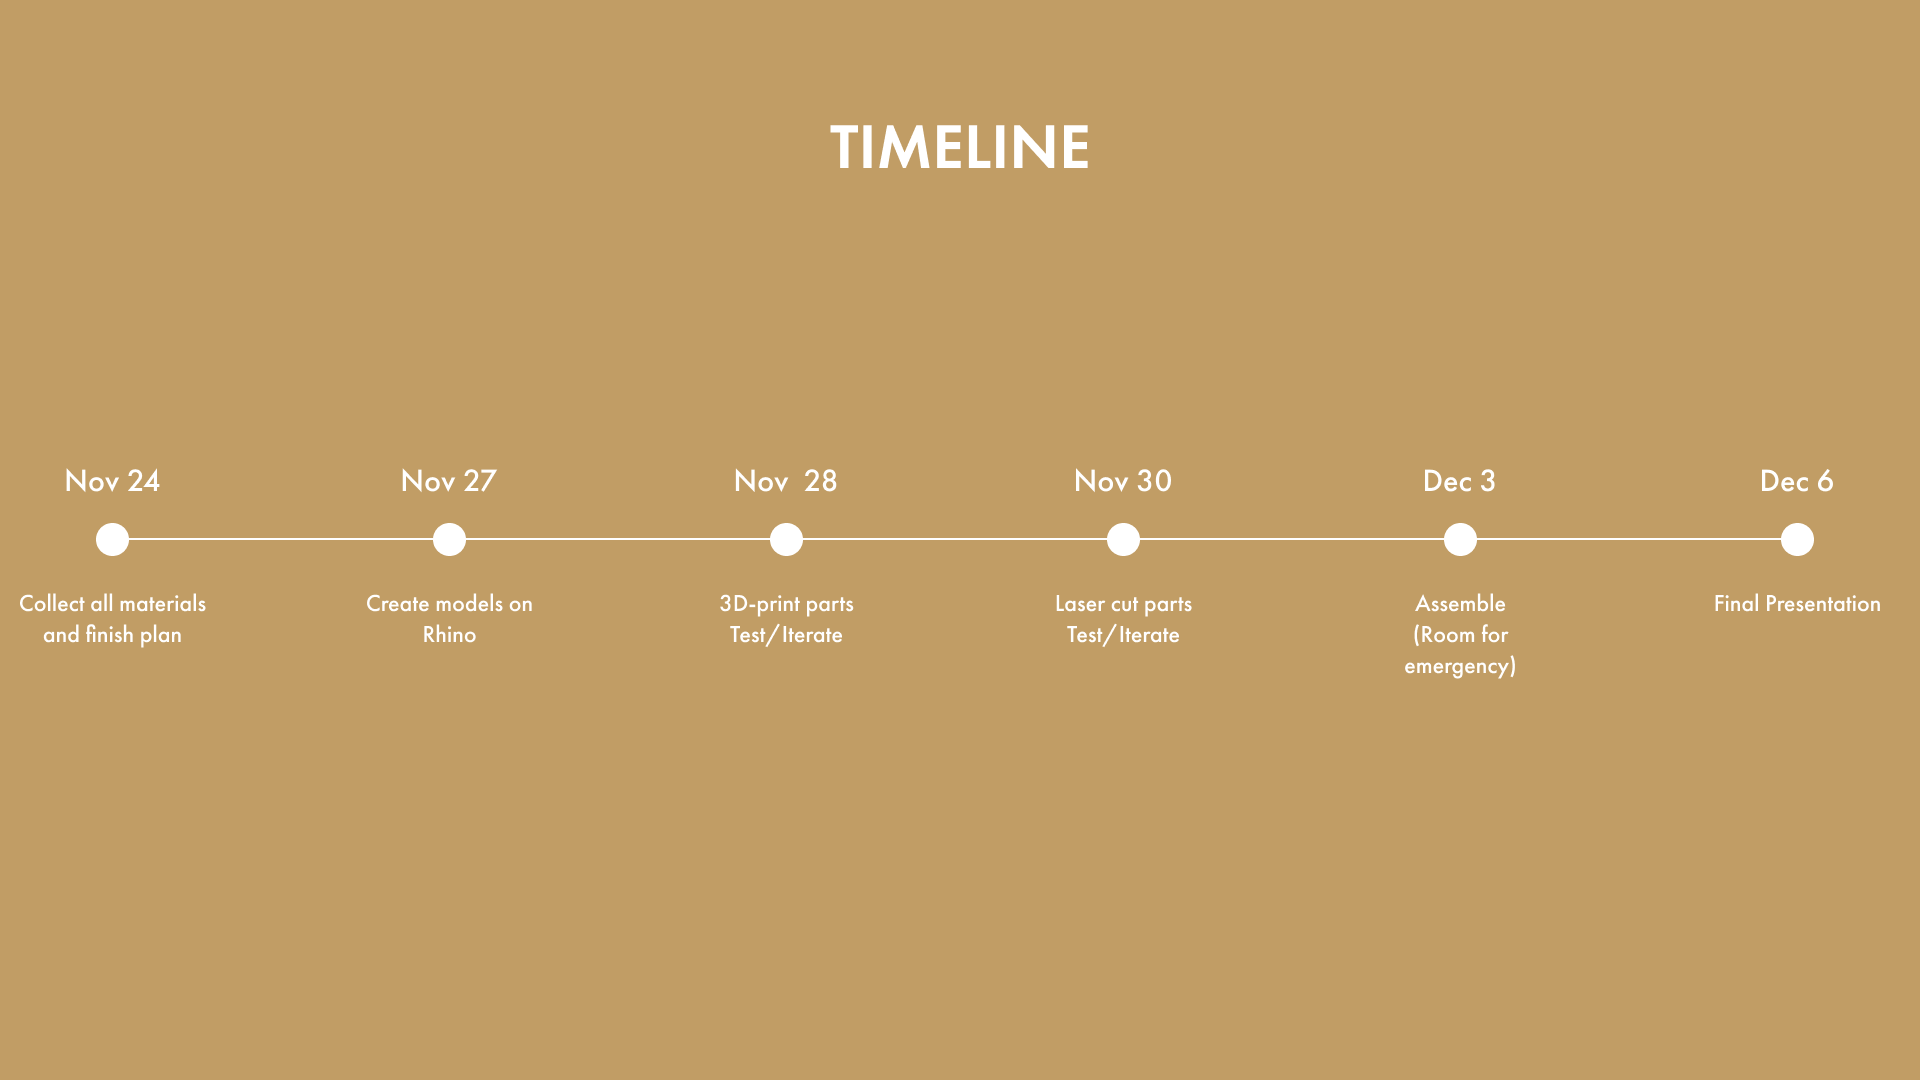 TIMELINE
Nov 24
Nov 27
Nov  28
Nov 30
Dec 3
Dec 6
Collect all materials
and finish plan
Create models on
Rhino
3D-print parts
Test/Iterate
Laser cut parts
Test/Iterate
Assemble
(Room for
emergency)
Final Presentation